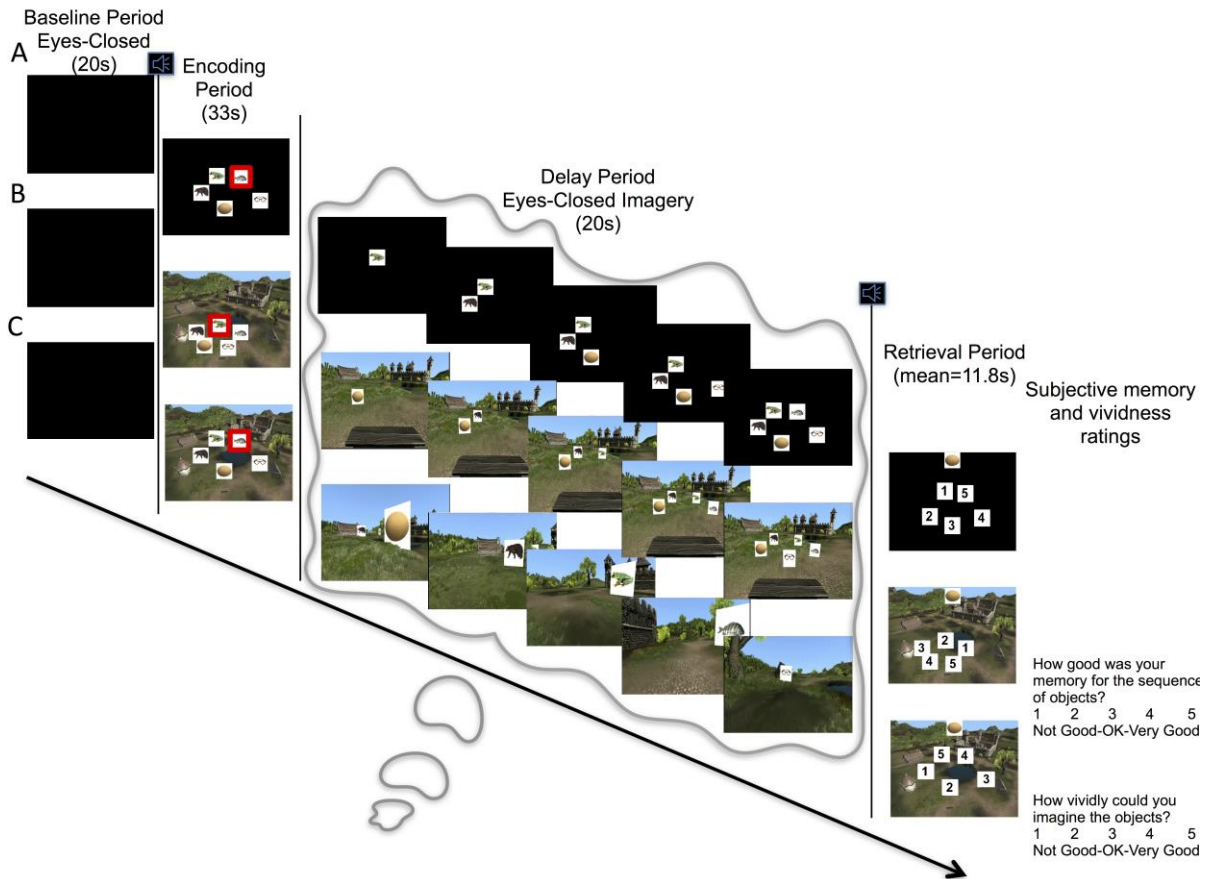 Baseline Period
Eyes-Closed
(20s)
A
B
C
Encoding
Period
(33s)
Delay Period
Eyes-Closed Imagery
(20s)
Retrieval Period
(mean=11.8s)
Subjective memory
and vividness
ratings
1 5
2 3 4
2
3 1
4 5
5 4
1 3
2
How good was your
memory for the sequence
of objects?
1 2 3 4 5
Not Good-OK-Very Good
How vividly could you
imagine the objects?
1 2 3 4 5
Not Good-OK-Very Good